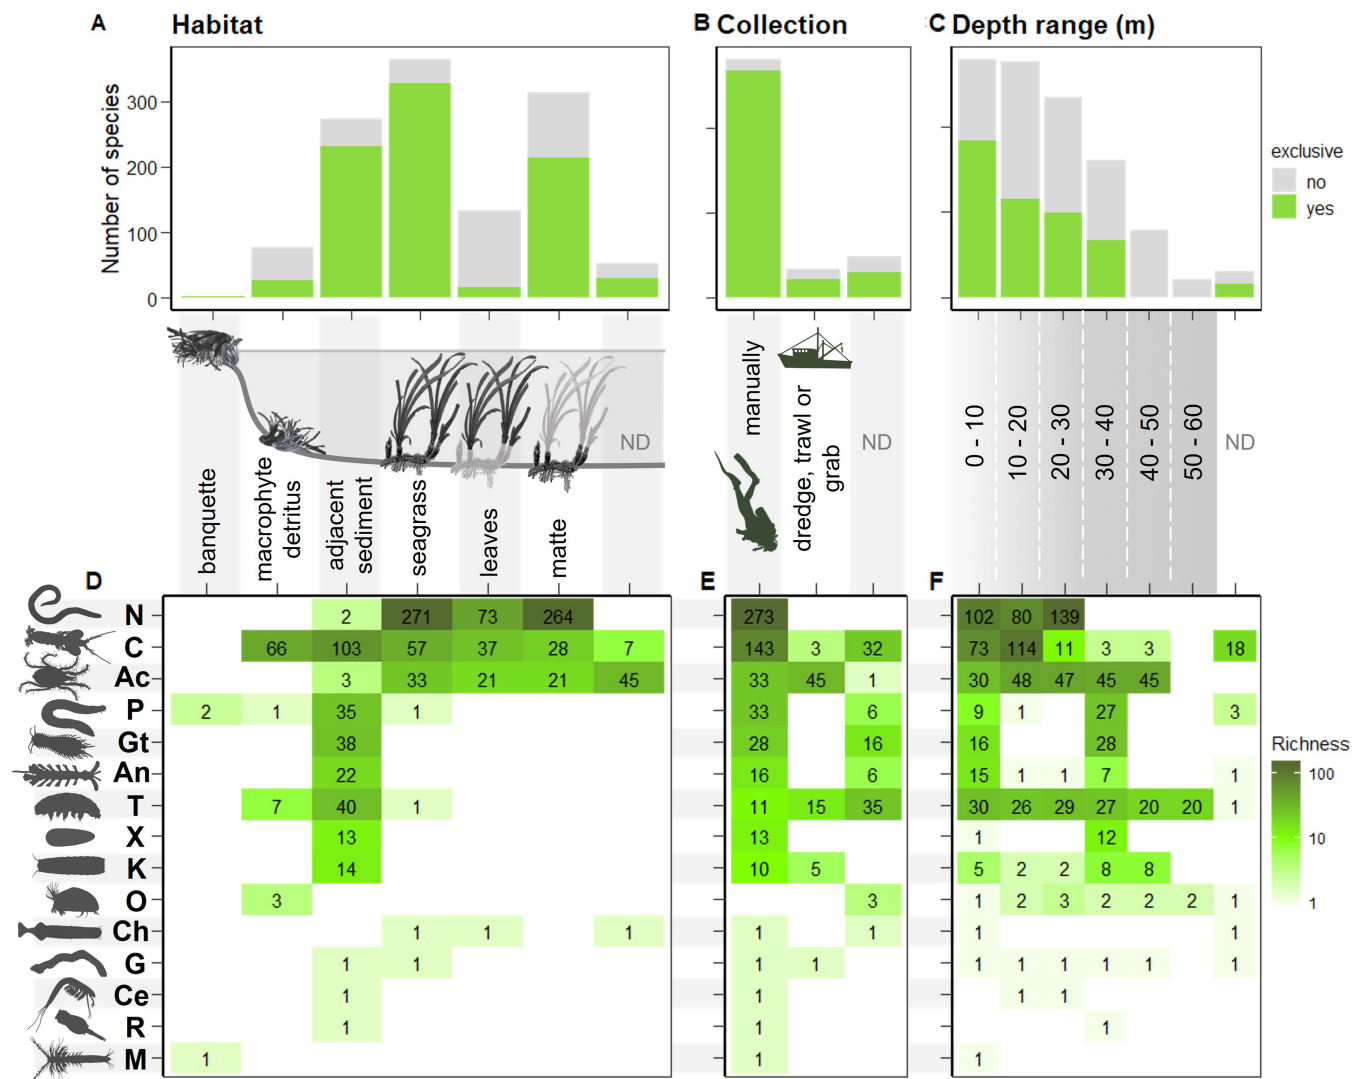 A Habitat
B Collection
C Depth range (m)
Number of species
300
200
100
0
exclusive
no
yes
banquette
macrophyte
detritus
adjacent
sediment
seagrass
leaves
matte
ND
manually
dredge, trawl or
grab
ND
0 - 10
10 - 20
20 - 30
30 - 40
40 - 50
50 - 60
ND
D E F
N 2 271 73 264 273 102 80 139
C 66 103 57 37 28 7 143 3 32 73 114 11 3 3 18
Ac 3 33 21 21 45 33 45 1 30 48 47 45 45
P 2 1 35 1 33 6 9 1 27 3
Gt 38 28 16 16 28
An 22 16 6 15 1 1 7 1
T 7 40 1 11 15 35 30 26 29 27 20 20 1
X 13 13 1 12
K 14 10 5 5 2 2 8 8
O 3 3 1 2 3 2 2 2 1
Ch 1 1 1 1 1 1 1
G 1 1 1 1 1 1 1 1 1 1
Ce 1 1 1 1
R 1 1 1
M 1 1 1
Richness
100
10
1